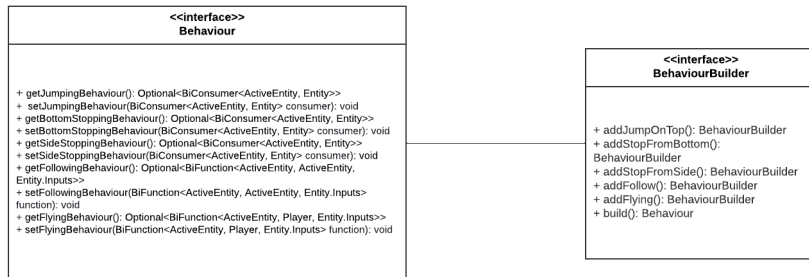 <<interface>>
Behaviour
+ getJumpingBehaviour(): Optional<BiConsumer<ActiveEntity, Entity>>
+ setJumpingBehaviour(BiConsumer<ActiveEntity, Entity> consumer): void
+ getBottomStoppingBehaviour(): Optional<BiConsumer<ActiveEntity, Entity>>
+ setBottomStoppingBehaviour(BiConsumer<ActiveEntity, Entity> consumer): void
+ getSideStoppingBehaviour(): Optional<BiConsumer<ActiveEntity, Entity>>
+ setSideStoppingBehaviour(BiConsumer<ActiveEntity, Entity> consumer): void
+ getFollowingBehaviour(): Optional<BiFunction<ActiveEntity, ActiveEntity,
Entity.Inputs>>
+ setFollowingBehaviour(BiFunction<ActiveEntity, ActiveEntity, Entity.Inputs>
function): void
+ getFlyingBehaviour(): Optional<BiFunction<ActiveEntity, Player, Entity.Inputs>>
+ setFlyingBehaviour(BiFunction<ActiveEntity, Player, Entity.Inputs> function): void
<<interface>>
BehaviourBuilder
+ addJumpOnTop(): BehaviourBuilder
+ addStopFromBottom():
BehaviourBuilder
+ addStopFromSide(): BehaviourBuilder
+ addFollow(): BehaviourBuilder
+ addFlying(): BehaviourBuilder
+ build(): Behaviour